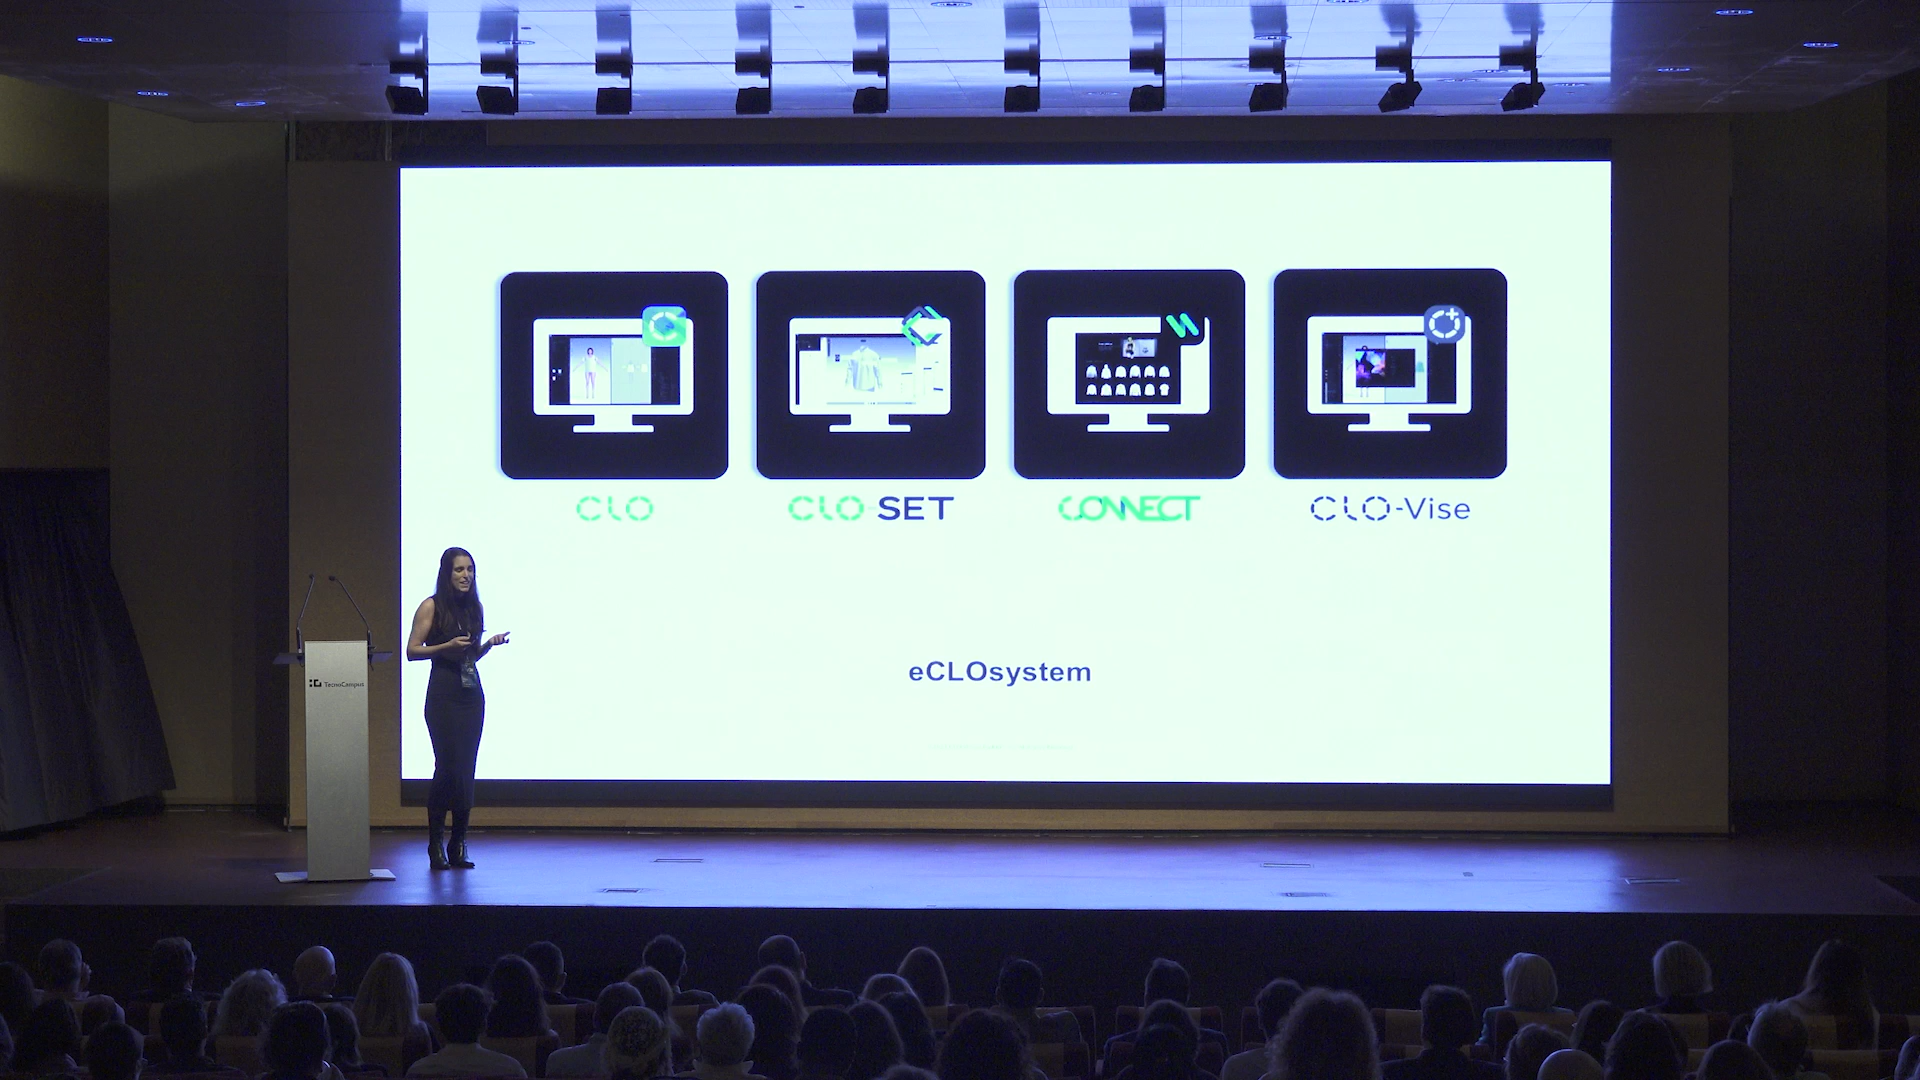 CLO
CLO SET
CONNECT
CLO-Vise
eCLOsystem
TecnoCampus